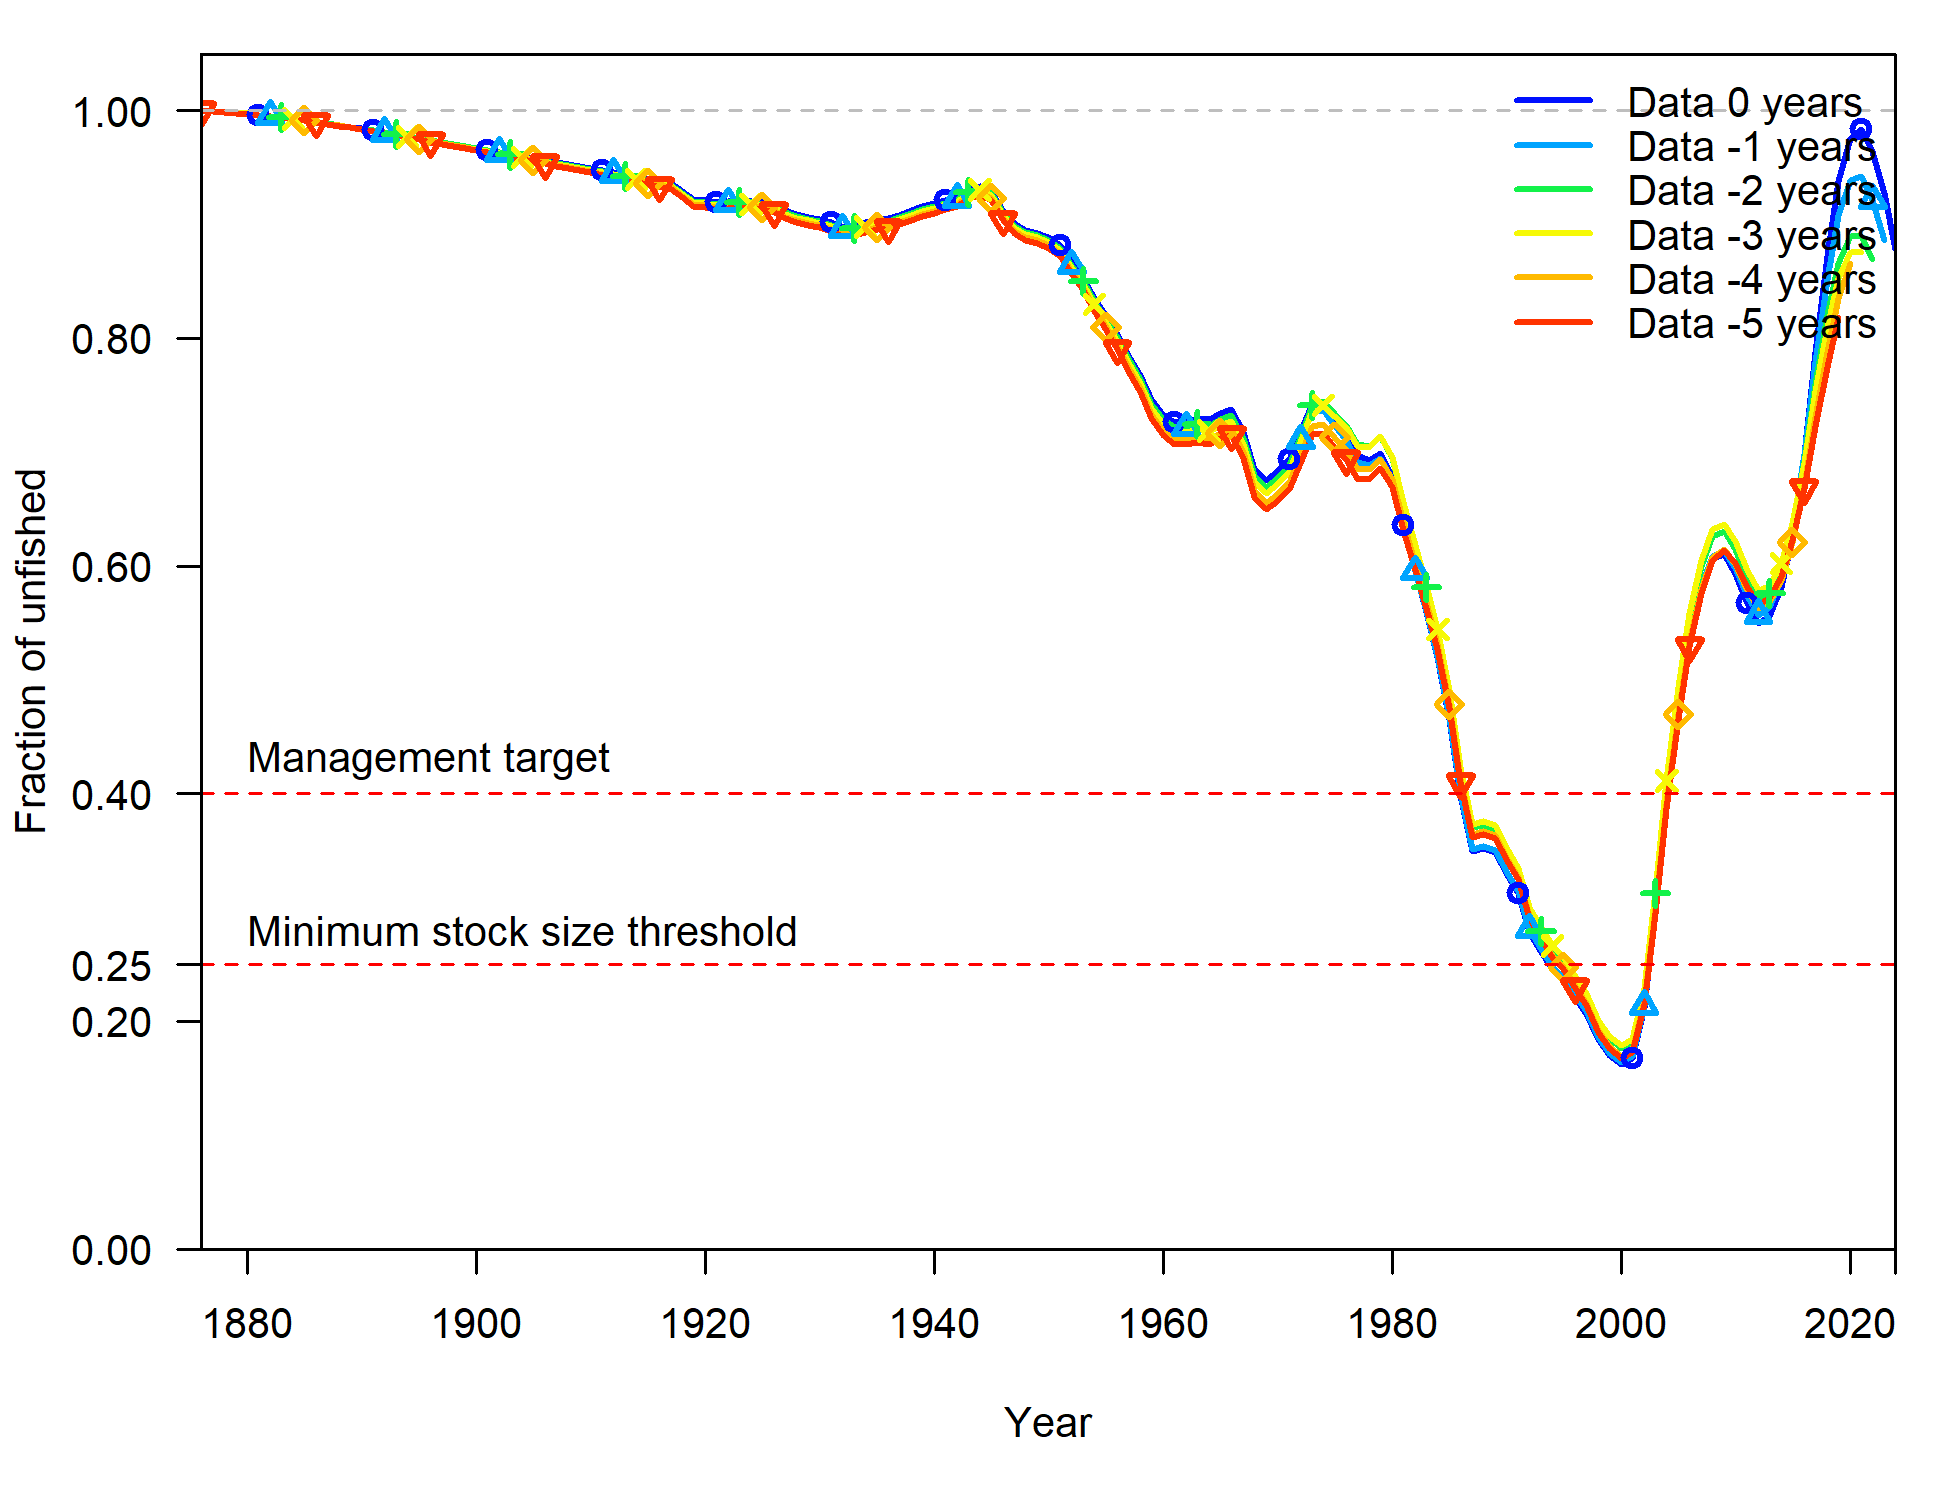 1.00
0.80
0.60
0.40
0.25
0.20
0.00
Fraction of unfished
Data 0 years
Data -1 years
Data -2 years
Data -3 years
Data -4 years
Data -5 years
Management target
Minimum stock size threshold
1880 1900 1920 1940 1960 1980 2000 2020
Year